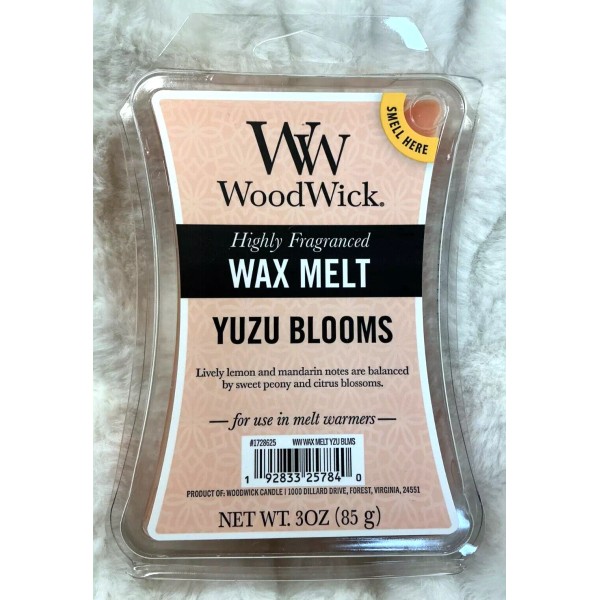 SMELL HERE
WW
WoodWick®
Highly Fragranced
WAX MELT
YUZU BLOOMS
Lively lemon and mandarin notes are balanced
by sweet peony and citrus blossoms.
— for use in melt warmers —
#1728625 WW WAX MELT YZU BLMS
1 92833 25784 0
PRODUCT OF: WOODWICK CANDLE | 1000 DILLARD DRIVE, FOREST, VIRGINIA, 24551
NET WT. 3OZ (85 g)